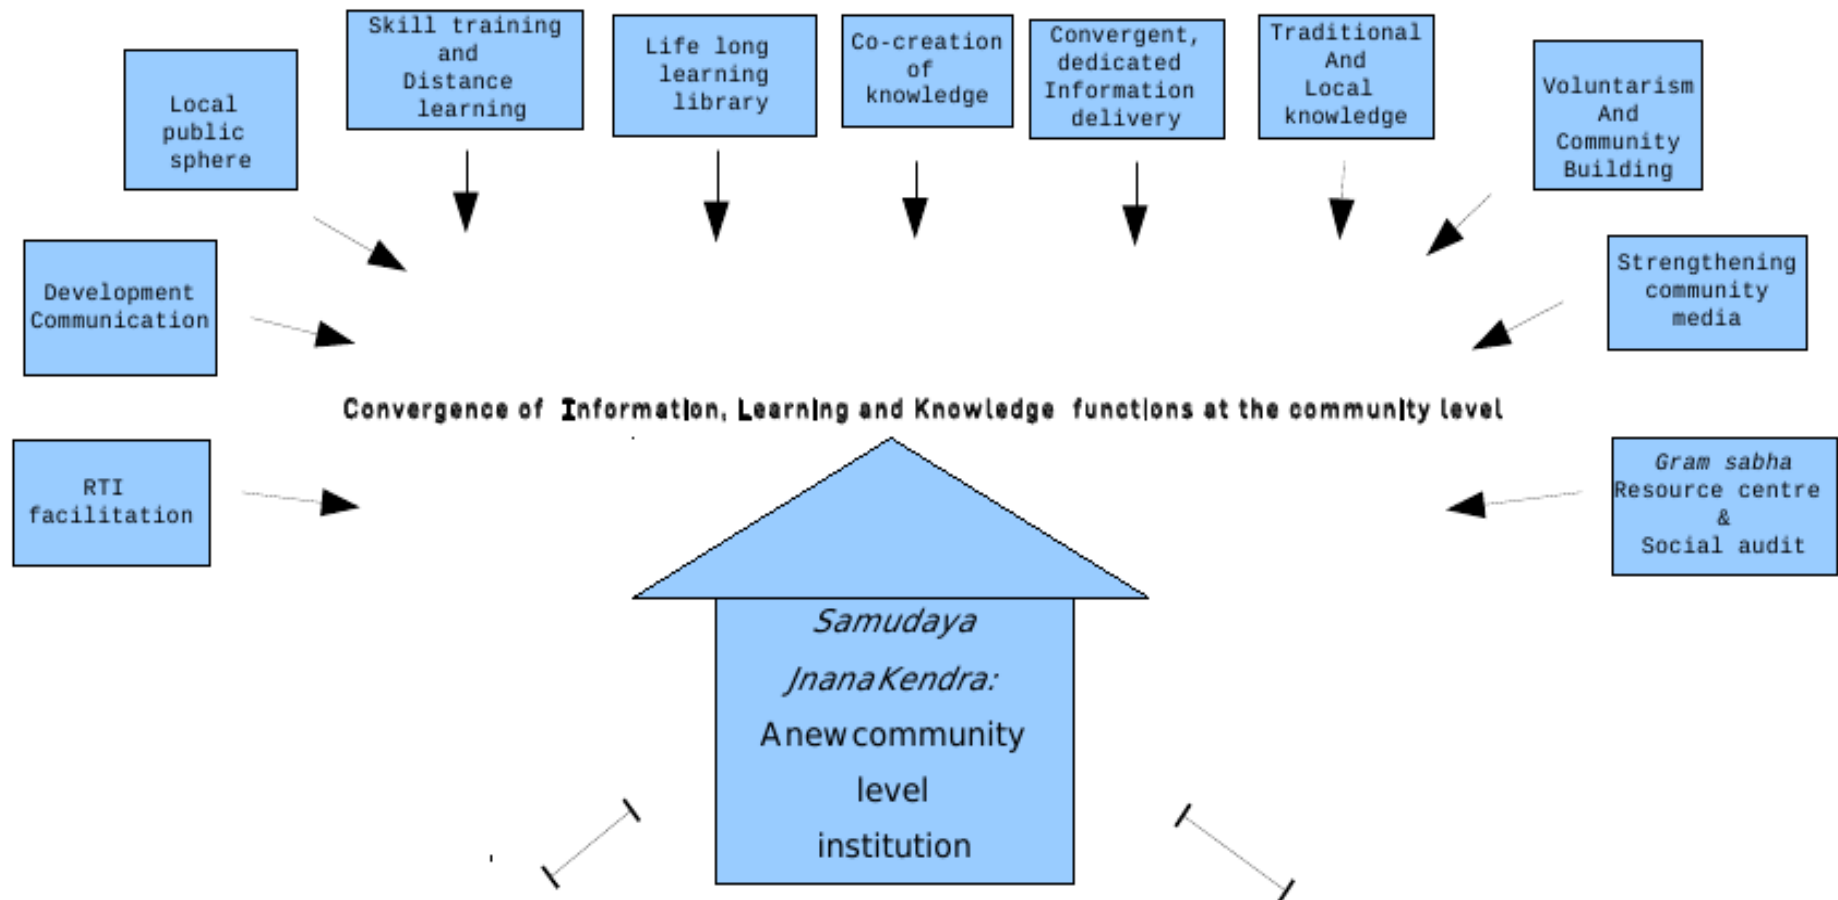 Skill training
and
Distance
learning
Life long
learning
library
Co-creation
of
knowledge
Convergent,
dedicated
Information
delivery
Traditional
And
Local
knowledge
Local
public
sphere
Voluntarism
And
Community
Building
Development
Communication
Strengthening
community
media
Convergence of Information, Learning and Knowledge functions at the community level
RTI
facilitation
Gram sabha
Resource centre
&
Social audit
Samudaya
JnanaKendra:
A new community
level
institution